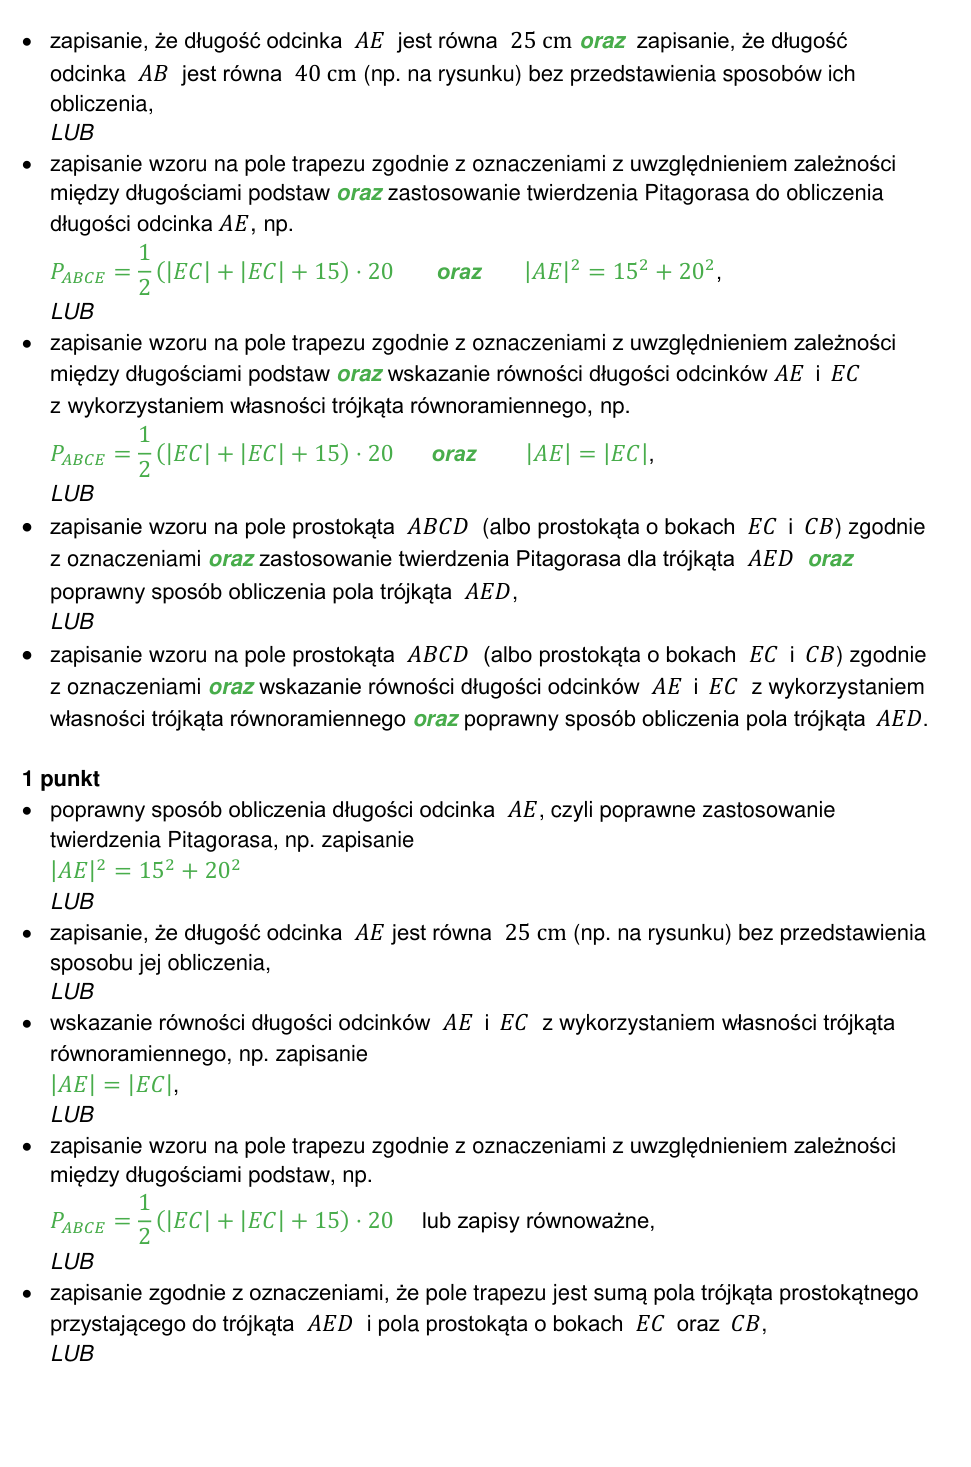 • zapisanie, że długość odcinka AE jest równa 25 cm oraz zapisanie, że długość
odcinka AB jest równa 40 cm (np. na rysunku) bez przedstawienia sposobów ich
obliczenia,
LUB
• zapisanie wzoru na pole trapezu zgodnie z oznaczeniami z uwzględnieniem zależności
między długościami podstaw oraz zastosowanie twierdzenia Pitagorasa do obliczenia
długości odcinka AE, np.
P_{ABCE} = \frac{1}{2}(|EC| + |EC| + 15) · 20 oraz |AE|² = 15² + 20²,
LUB
• zapisanie wzoru na pole trapezu zgodnie z oznaczeniami z uwzględnieniem zależności
między długościami podstaw oraz wskazanie równości długości odcinków AE i EC
z wykorzystaniem własności trójkąta równoramiennego, np.
P_{ABCE} = \frac{1}{2}(|EC| + |EC| + 15) · 20 oraz |AE| = |EC|,
LUB
• zapisanie wzoru na pole prostokąta ABCD (albo prostokąta o bokach EC i CB) zgodnie
z oznaczeniami oraz zastosowanie twierdzenia Pitagorasa dla trójkąta AED oraz
poprawny sposób obliczenia pola trójkąta AED,
LUB
• zapisanie wzoru na pole prostokąta ABCD (albo prostokąta o bokach EC i CB) zgodnie
z oznaczeniami oraz wskazanie równości długości odcinków AE i EC z wykorzystaniem
własności trójkąta równoramiennego oraz poprawny sposób obliczenia pola trójkąta AED.
1 punkt
• poprawny sposób obliczenia długości odcinka AE, czyli poprawne zastosowanie
twierdzenia Pitagorasa, np. zapisanie
|AE|² = 15² + 20²
LUB
• zapisanie, że długość odcinka AE jest równa 25 cm (np. na rysunku) bez przedstawienia
sposobu jej obliczenia,
LUB
• wskazanie równości długości odcinków AE i EC z wykorzystaniem własności trójkąta
równoramiennego, np. zapisanie
|AE| = |EC|,
LUB
• zapisanie wzoru na pole trapezu zgodnie z oznaczeniami z uwzględnieniem zależności
między długościami podstaw, np.
P_{ABCE} = \frac{1}{2}(|EC| + |EC| + 15) · 20 lub zapisy równoważne,
LUB
• zapisanie zgodnie z oznaczeniami, że pole trapezu jest sumą pola trójkąta prostokątnego
przystającego do trójkąta AED i pola prostokąta o bokach EC oraz CB,
LUB